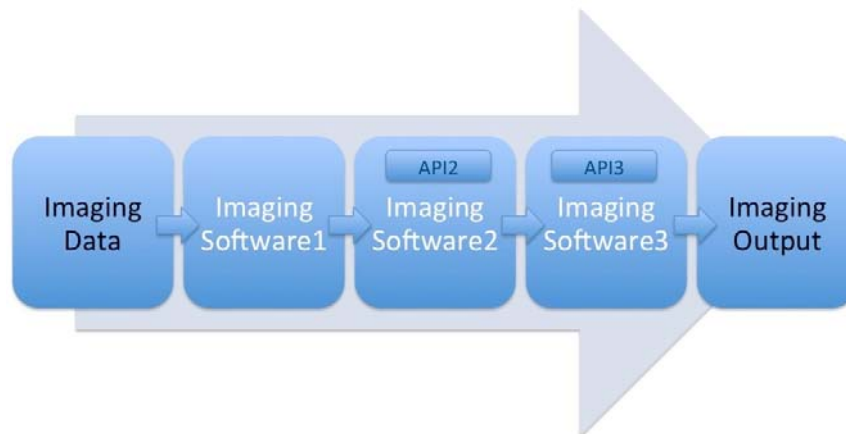 Imaging
Data
Imaging
Software1
API2
Imaging
Software2
API3
Imaging
Software3
Imaging
Output